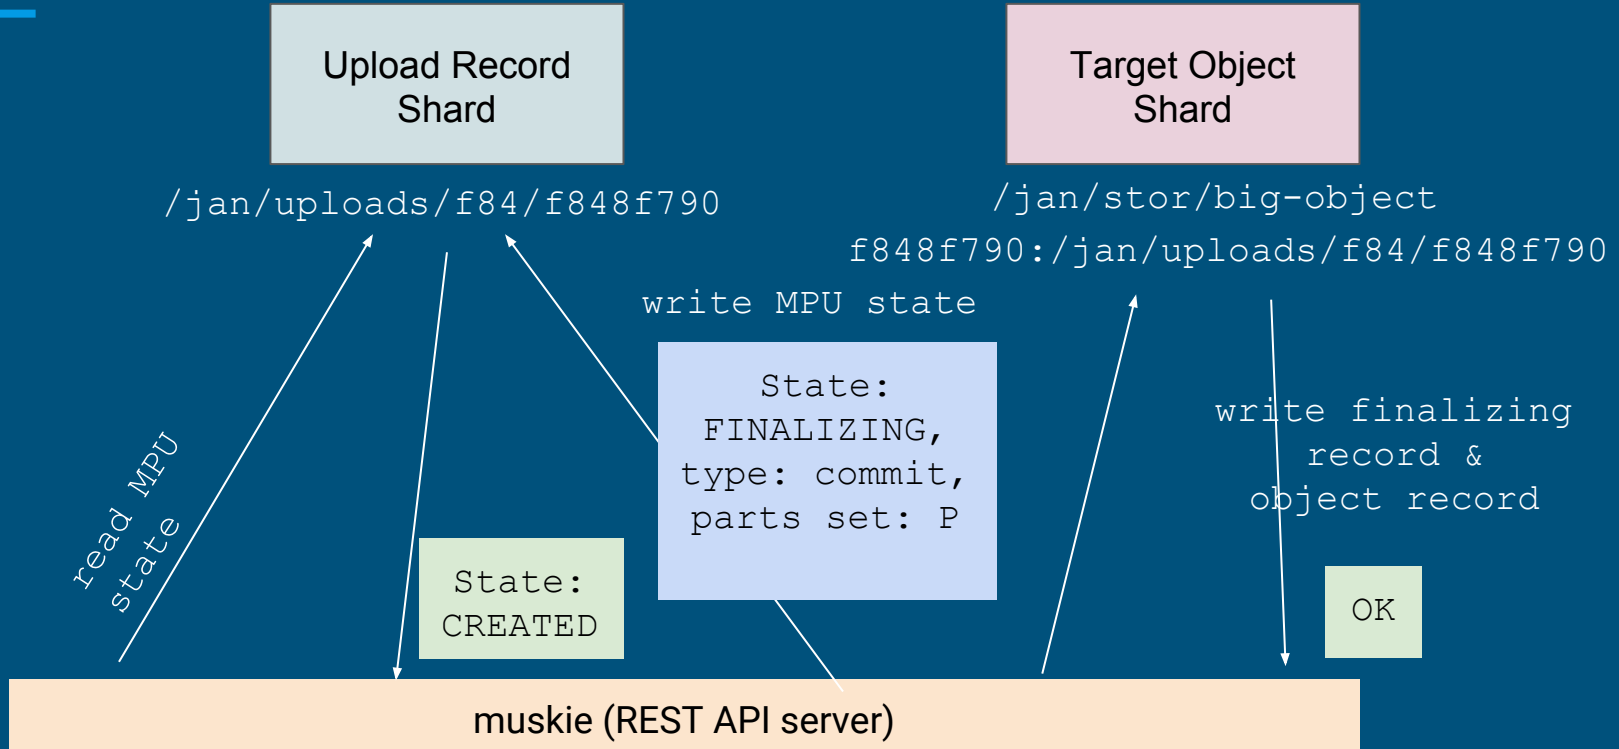 Upload Record
Shard
Target Object
Shard
/jan/uploads/f84/f848f790
/jan/stor/big-object
f848f790:/jan/uploads/f84/f848f790
write MPU state
State:
FINALIZING,
type: commit,
parts set: P
write finalizing
record &
object record
read MPU
state
State:
CREATED
OK
muskie (REST API server)